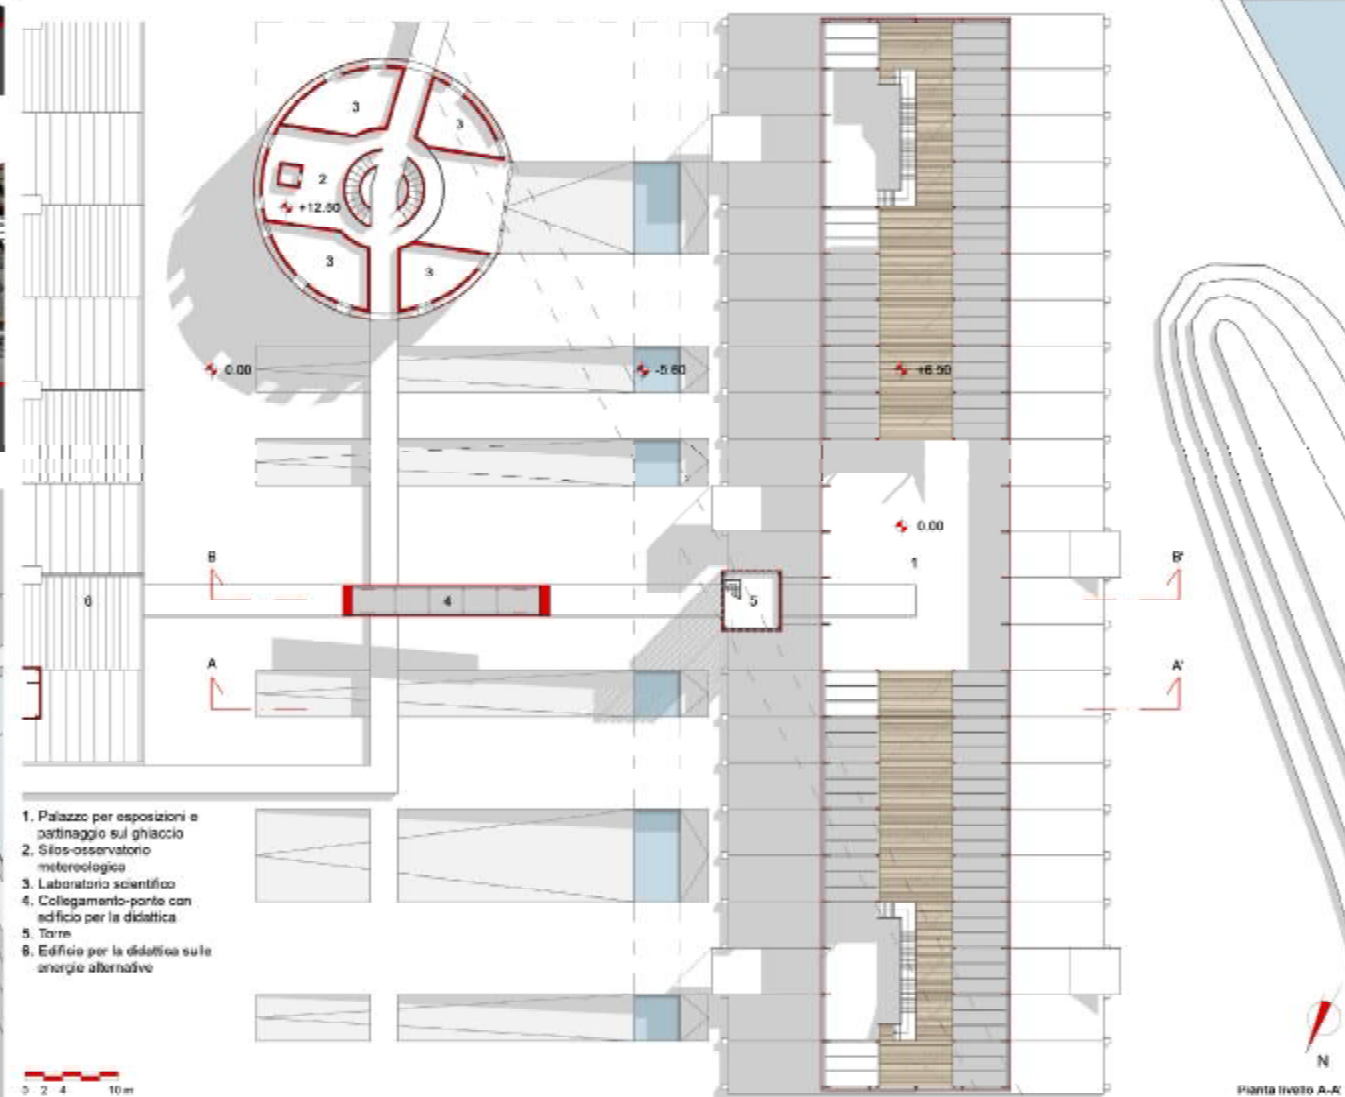 3
3
2
+12.50
3
3
0.00
-5.60
+6.50
0.00
1
B
B'
6
4
5
A
A'
1. Palazzo per esposizioni e
pattinaggio sul ghiaccio
2. Silos-osservatorio
metereologico
3. Laboratorio scientifico
4. Collegamento-ponte con
edificio per la didattica
5. Torre
6. Edificio per la didattica sulle
energie alternative
0 2 4 10 m
N
Pianta livello A-A'